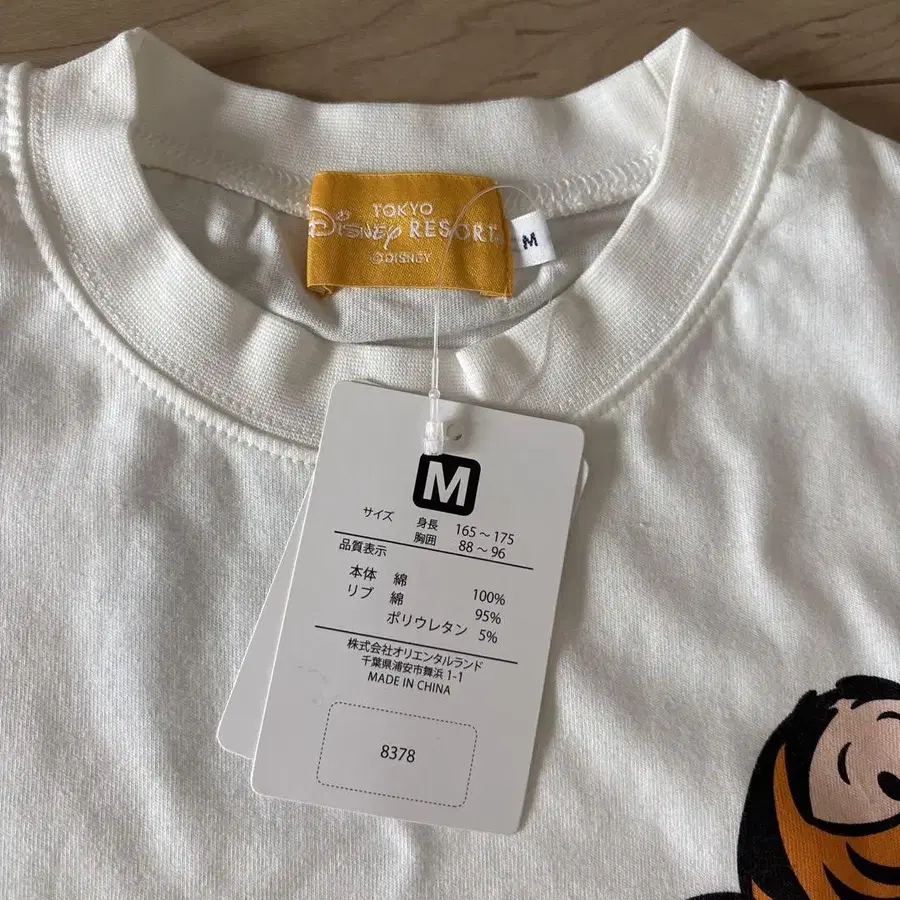 TOKYO
Disney RESORT
©DISNEY
M
M
サイズ 身長 165～175
胸囲 88～96
品質表示
本体 綿 100%
リブ 綿 95%
ポリウレタン 5%
株式会社オリエンタルランド
千葉県浦安市舞浜 1-1
MADE IN CHINA
8378